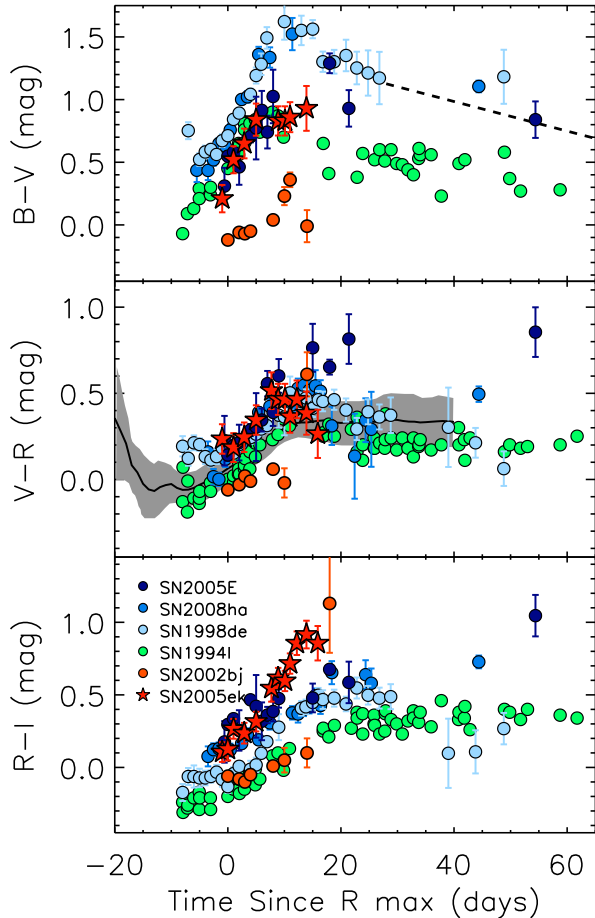 1.5
1.0
0.5
0.0
B-V (mag)
1.0
0.5
0.0
V-R (mag)
SN2005E
SN2008ha
SN1998de
SN1994I
SN2002bj
SN2005ek
1.0
0.5
0.0
R-I (mag)
-20 0 20 40 60
Time Since R max (days)